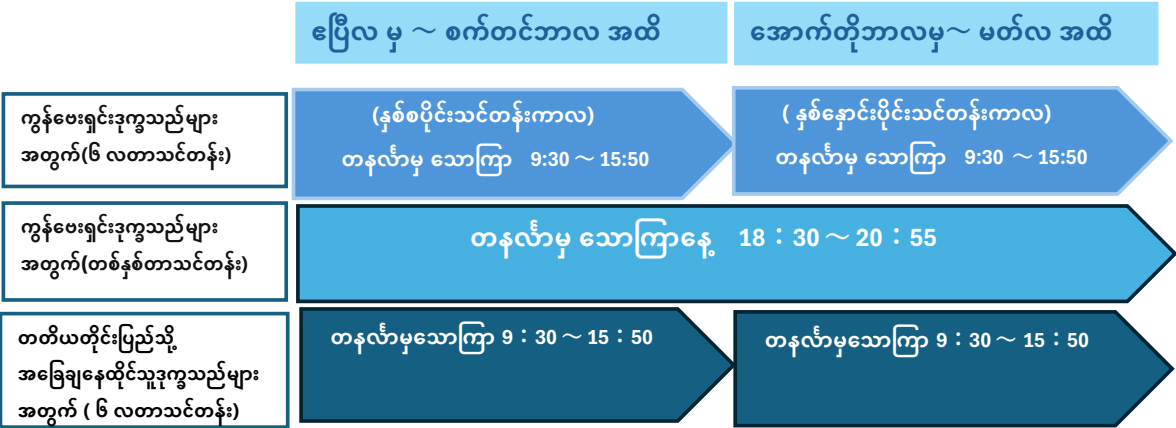 ဧပြီလ မှ ～ စက်တင်ဘာလ အထိ
အောက်တိုဘာလမှ～ မတ်လ အထိ
ကွန်ဗေးရှင်းဒုက္ခသည်များ
အတွက်(၆ လတာသင်တန်း)
(နှစ်စပိုင်းသင်တန်းကာလ)
တနင်္လာမှ သောကြာ 9:30 ～ 15:50
( နှစ်နှောင်းပိုင်းသင်တန်းကာလ)
တနင်္လာမှ သောကြာ 9:30 ～ 15:50
ကွန်ဗေးရှင်းဒုက္ခသည်များ
အတွက်(တစ်နှစ်တာသင်တန်း)
တနင်္လာမှ သောကြာနေ့ 18：30～20：55
တတိယတိုင်းပြည်သို့
အခြေချနေထိုင်သူဒုက္ခသည်များ
အတွက် ( ၆ လတာသင်တန်း)
တနင်္လာမှသောကြာ 9：30～15：50
တနင်္လာမှသောကြာ 9：30～ 15：50